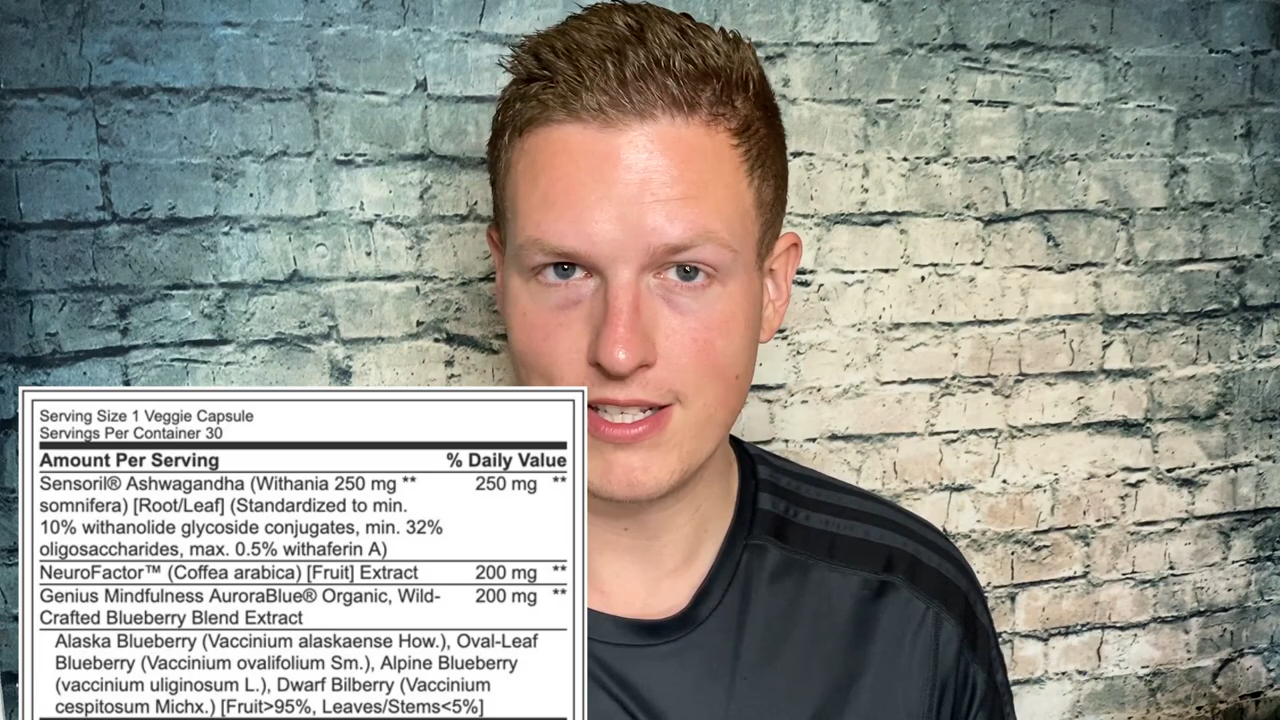 Serving Size 1 Veggie Capsule
Servings Per Container 30
Amount Per Serving % Daily Value
Sensoril® Ashwagandha (Withania 250 mg ** 250 mg **
somnifera) [Root/Leaf] (Standardized to min.
10% withanolide glycoside conjugates, min. 32%
oligosaccharides, max. 0.5% withaferin A)
NeuroFactor™ (Coffea arabica) [Fruit] Extract 200 mg **
Genius Mindfulness AuroraBlue® Organic, Wild- 200 mg **
Crafted Blueberry Blend Extract
Alaska Blueberry (Vaccinium alaskaense How.), Oval-Leaf
Blueberry (Vaccinium ovalifolium Sm.), Alpine Blueberry
(vaccinium uliginosum L.), Dwarf Bilberry (Vaccinium
cespitosum Michx.) [Fruit>95%, Leaves/Stems<5%]